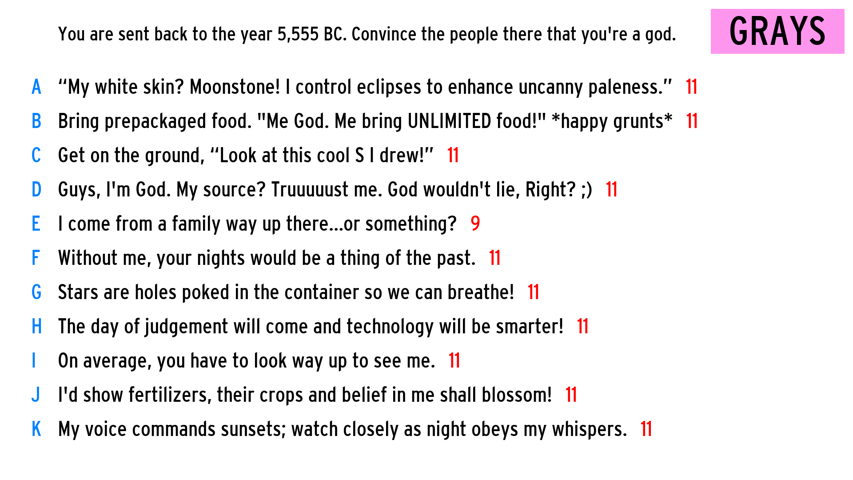 You are sent back to the year 5,555 BC. Convince the people there that you're a god.
GRAYS
A “My white skin? Moonstone! I control eclipses to enhance uncanny paleness.” 11
B Bring prepackaged food. "Me God. Me bring UNLIMITED food!" *happy grunts* 11
C Get on the ground, “Look at this cool S I drew!” 11
D Guys, I'm God. My source? Truuuuust me. God wouldn't lie, Right? ;) 11
E I come from a family way up there...or something? 9
F Without me, your nights would be a thing of the past. 11
G Stars are holes poked in the container so we can breathe! 11
H The day of judgement will come and technology will be smarter! 11
I On average, you have to look way up to see me. 11
J I'd show fertilizers, their crops and belief in me shall blossom! 11
K My voice commands sunsets; watch closely as night obeys my whispers. 11